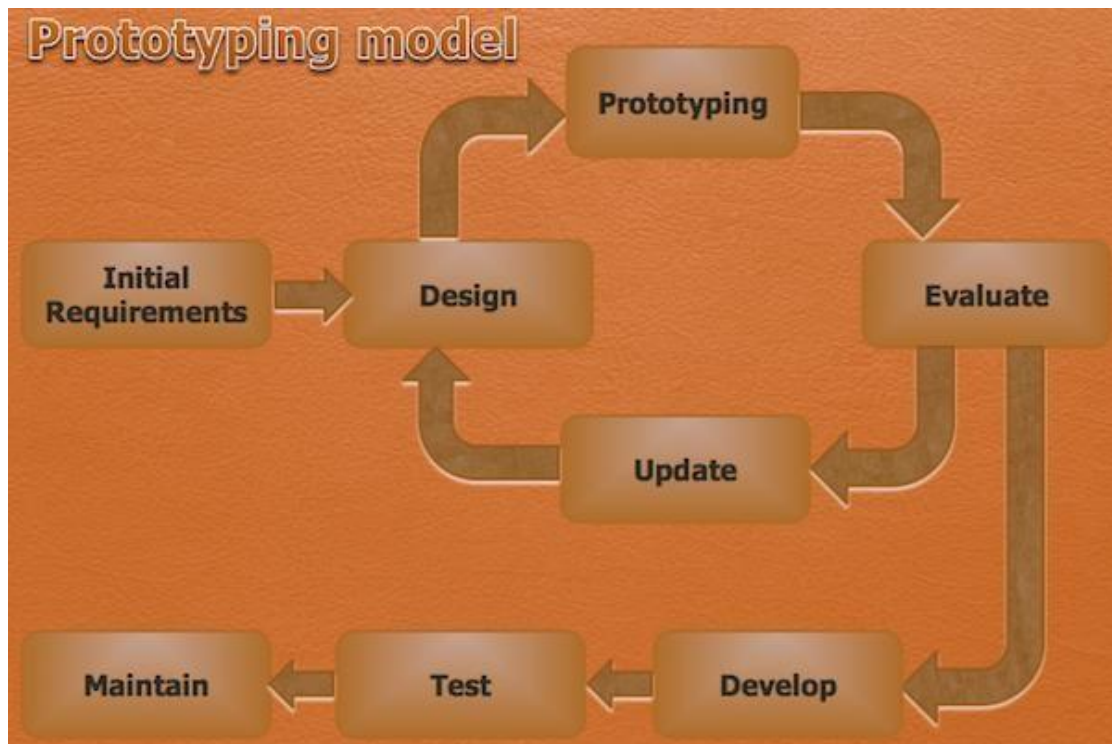 Prototyping model
Prototyping
Initial
Requirements
Design
Evaluate
Update
Maintain
Test
Develop